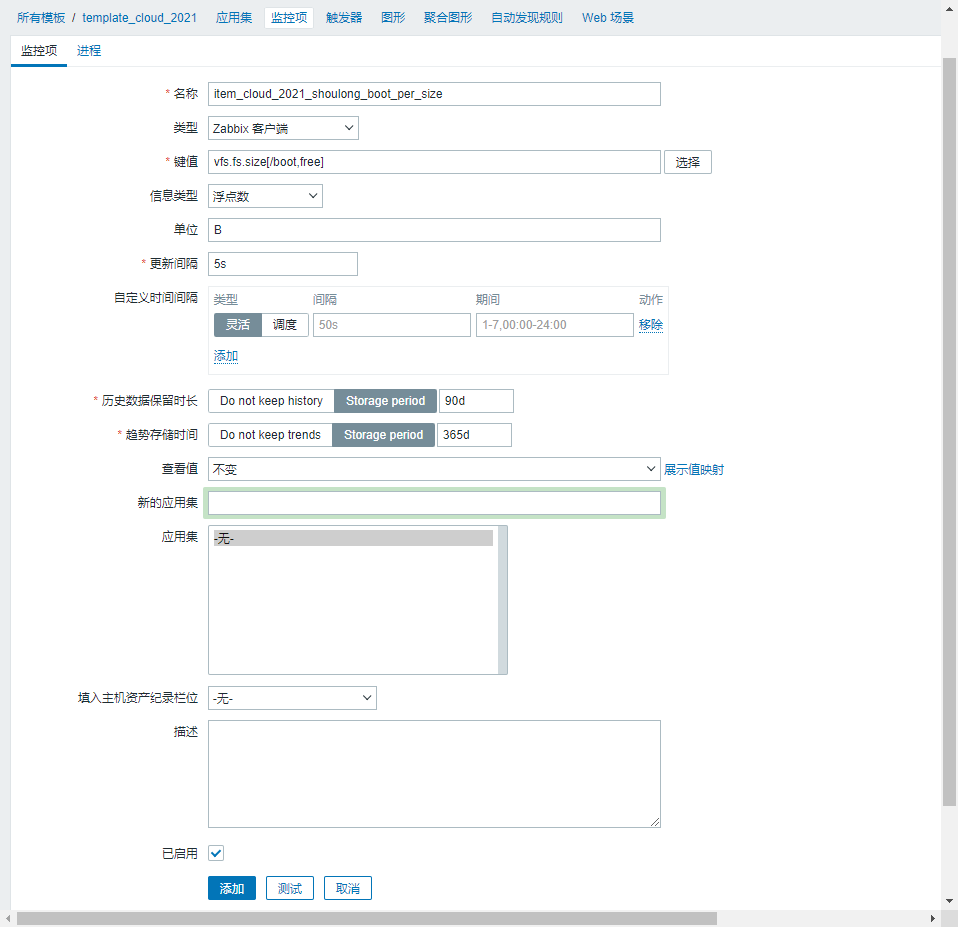 所有模板 / template_cloud_2021 应用集 监控项 触发器 图形 聚合图形 自动发现规则 Web 场景
监控项 进程
* 名称 item_cloud_2021_shoulong_boot_per_size
类型 Zabbix 客户端
* 键值 vfs.fs.size[/boot,free] 选择
信息类型 浮点数
单位 B
* 更新间隔 5s
自定义时间间隔 类型 间隔 期间 动作
灵活 调度 50s 1-7,00:00-24:00 移除
添加
* 历史数据保留时长 Do not keep history Storage period 90d
* 趋势存储时间 Do not keep trends Storage period 365d
查看值 不变 展示值映射
新的应用集
应用集 -无-
填入主机资产纪录栏位 -无-
描述
已启用
添加 测试 取消